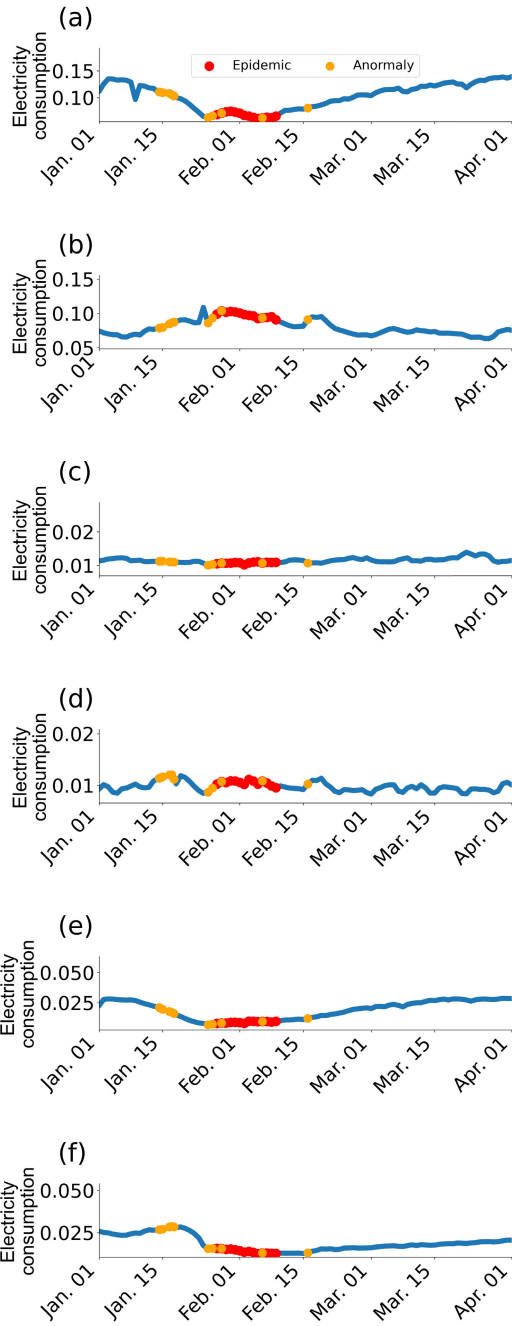 (a)
Electricity
consumption
0.15
0.10
Epidemic
Anormaly
Jan. 01
Jan. 15
Feb. 01
Feb. 15
Mar. 01
Mar. 15
Apr. 01
(b)
Electricity
consumption
0.15
0.10
0.05
Jan. 01
Jan. 15
Feb. 01
Feb. 15
Mar. 01
Mar. 15
Apr. 01
(c)
Electricity
consumption
0.02
0.01
Jan. 01
Jan. 15
Feb. 01
Feb. 15
Mar. 01
Mar. 15
Apr. 01
(d)
Electricity
consumption
0.02
0.01
Jan. 01
Jan. 15
Feb. 01
Feb. 15
Mar. 01
Mar. 15
Apr. 01
(e)
Electricity
consumption
0.050
0.025
Jan. 01
Jan. 15
Feb. 01
Feb. 15
Mar. 01
Mar. 15
Apr. 01
(f)
Electricity
consumption
0.050
0.025
Jan. 01
Jan. 15
Feb. 01
Feb. 15
Mar. 01
Mar. 15
Apr. 01